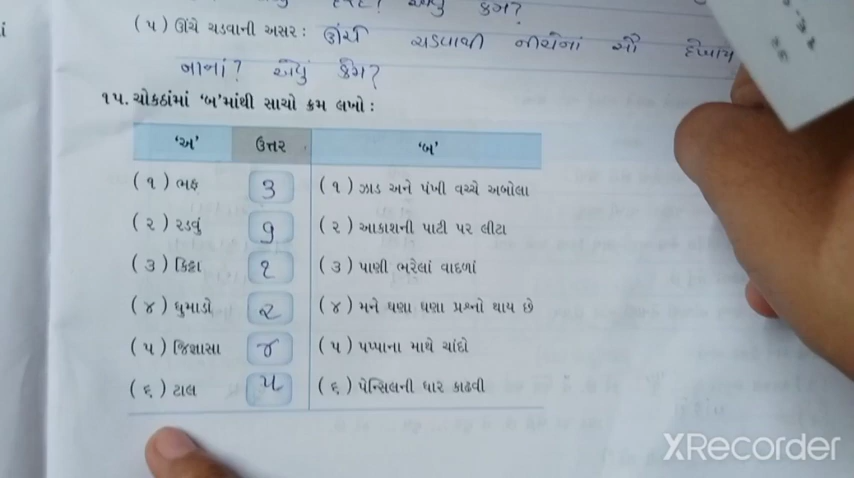 (૫) ઊંચે ચડવાની અસર : ઊંચે ચડવાથી નીચેનાં સૌ દેખાય
નાનાં? એવું કેમ?
૧૫. ચોકઠાંમાં ‘બ’માંથી સાચો ક્રમ લખો :
‘અ’ ઉત્તર ‘બ’
(૧) ભફ ૩ (૧) ઝાડ અને પંખી વચ્ચે અબોલા
(૨) રડવું ૬ (૨) આકાશની પાટી પર લીટા
(૩) કિટ્ટા ૧ (૩) પાણી ભરેલાં વાદળાં
(૪) ધુમાડો ૨ (૪) મને ઘણા ઘણા પ્રશ્નો થાય છે
(૫) જિજ્ઞાસા ૪ (૫) પપ્પાના માથે ચાંદો
(૬) ટાલ ૫ (૬) પેન્સિલની ધાર કાઢવી
XRecorder